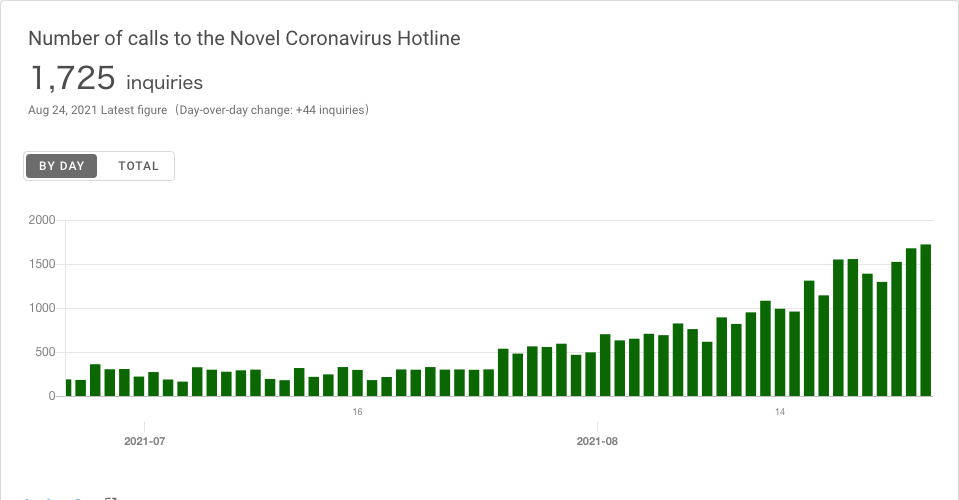 Number of calls to the Novel Coronavirus Hotline
1,725 inquiries
Aug 24, 2021 Latest figure（Day-over-day change: +44 inquiries）
BY DAY TOTAL
2000
1500
1000
500
0
16 14
2021-07 2021-08